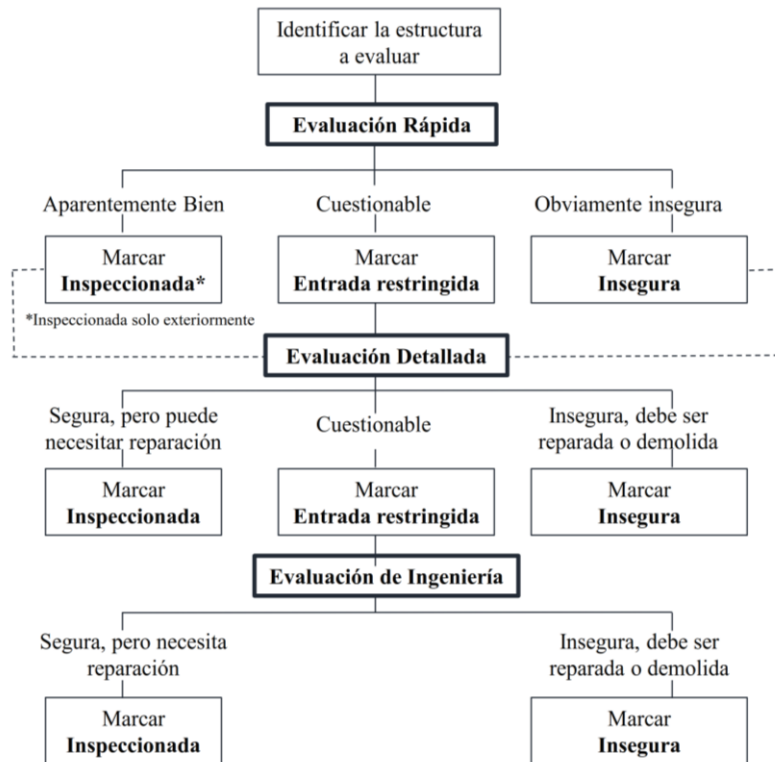 Identificar la estructura
a evaluar
Evaluación Rápida
Aparentemente Bien
Cuestionable
Obviamente insegura
Marcar
Inspeccionada*
Marcar
Entrada restringida
Marcar
Insegura
*Inspeccionada solo exteriormente
Evaluación Detallada
Segura, pero puede
necesitar reparación
Cuestionable
Insegura, debe ser
reparada o demolida
Marcar
Inspeccionada
Marcar
Entrada restringida
Marcar
Insegura
Evaluación de Ingeniería
Segura, pero necesita
reparación
Insegura, debe ser
reparada o demolida
Marcar
Inspeccionada
Marcar
Insegura